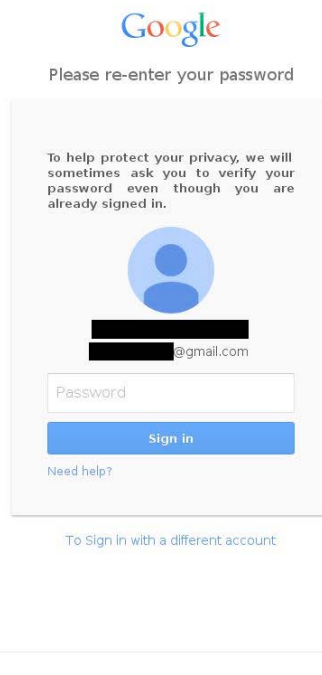 Google
Please re-enter your password
To help protect your privacy, we will
sometimes ask you to verify your
password even though you are
already signed in.
@gmail.com
Password
Sign in
Need help?
To Sign in with a different account